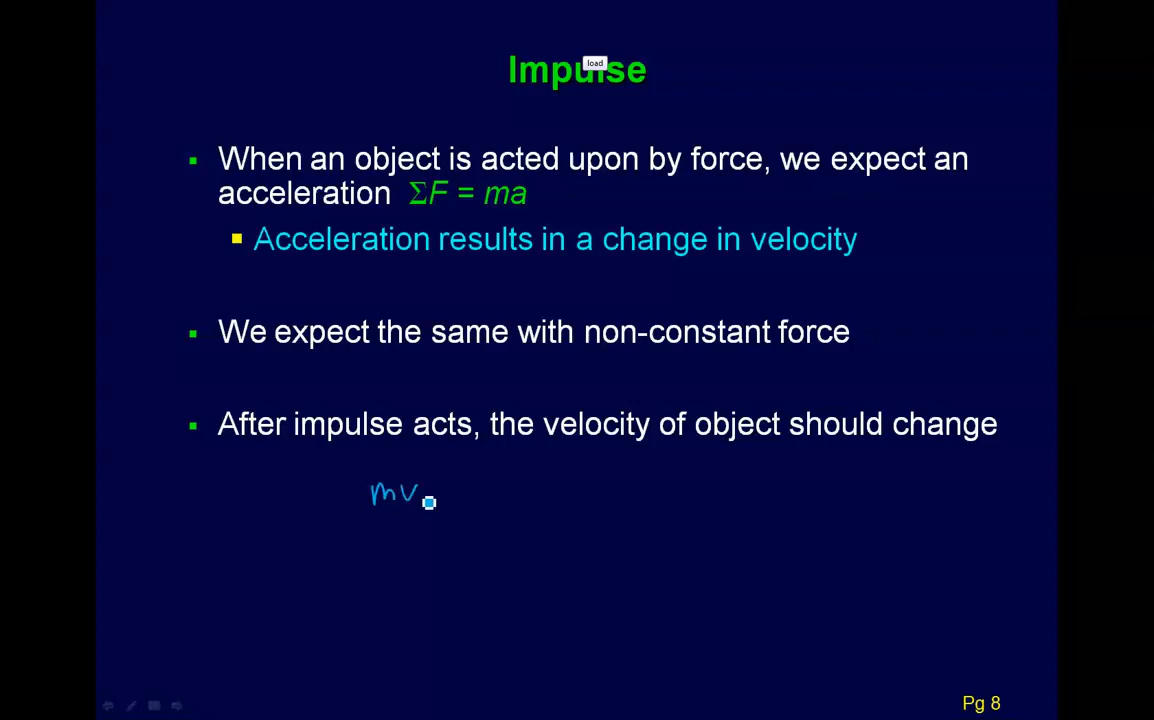 Impulse
load
▪ When an object is acted upon by force, we expect an
acceleration ΣF = ma
▪ Acceleration results in a change in velocity
▪ We expect the same with non-constant force
▪ After impulse acts, the velocity of object should change
mv
Pg 8